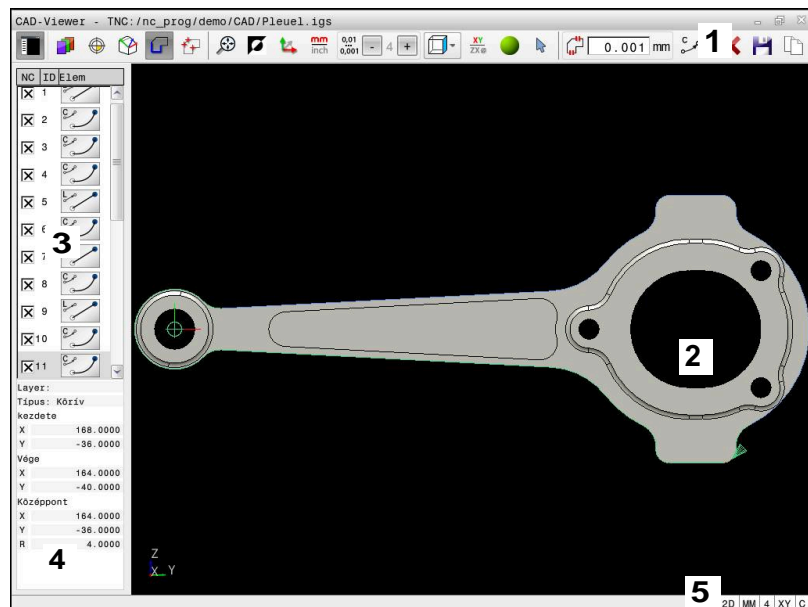 CAD-Viewer - TNC:/nc_prog/demo/CAD/Pleuel.igs
mm
inch
0,01
0,001
- 4 +
XY
ZXØ
0.001 mm
C
1
NC ID Elem
1
C
2
C
3
C
4
L
5
C
6
3
7
C
8
L
9
C
10
C
11
2
Layer:
Típus: Körív
kezdete
X 168.0000
Y -36.0000
Vége
X 164.0000
Y -40.0000
Középpont
X 164.0000
Y -36.0000
R 4.0000
4
Z
X Y
5
2D MM 4 XY C